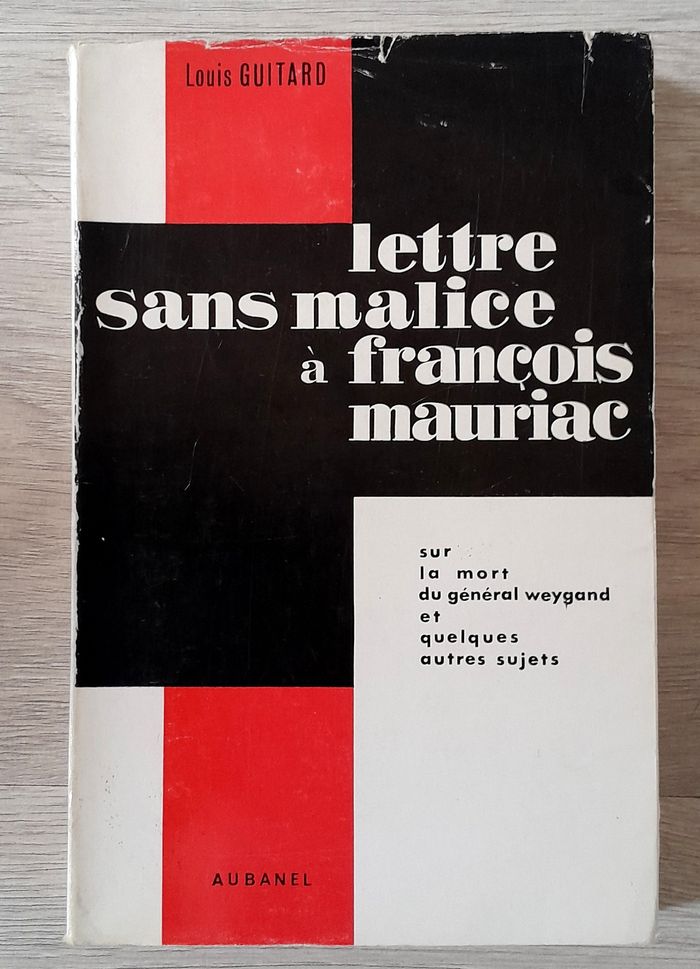 Louis GUITARD
lettre
sans malice
à françois
mauriac
sur
la mort
du général weygand
et
quelques
autres sujets
AUBANEL